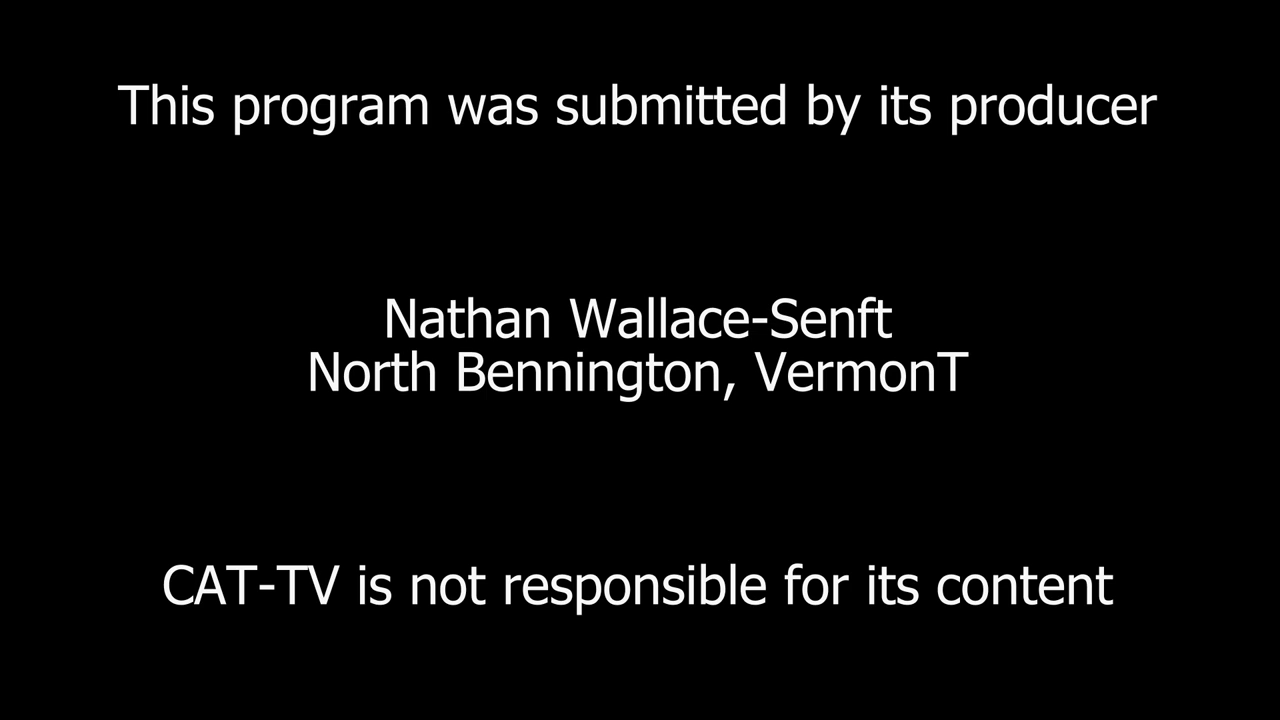 This program was submitted by its producer
Nathan Wallace-Senft
North Bennington, VermonT
CAT-TV is not responsible for its content